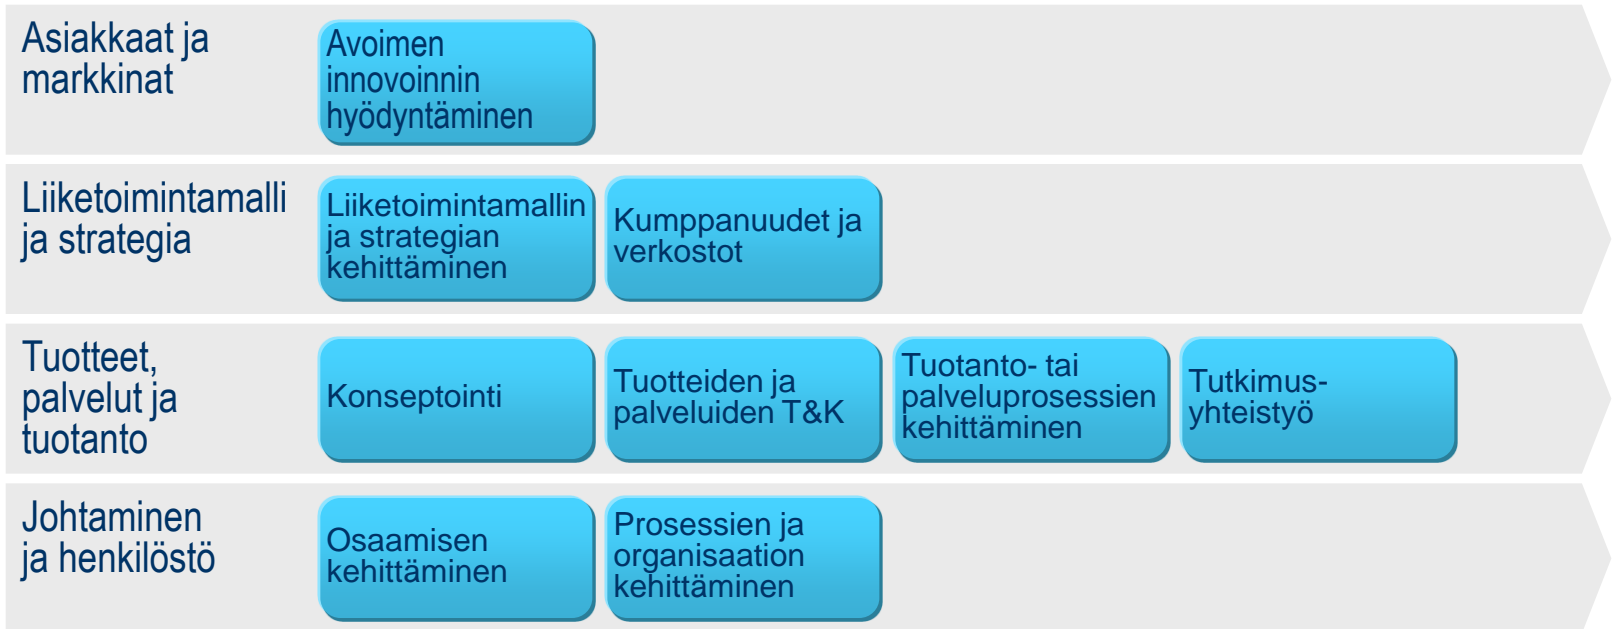 Asiakkaat ja
markkinat
Avoimen
innovoinnin
hyödyntäminen
Liiketoimintamalli
ja strategia
Liiketoimintamallin
ja strategian
kehittäminen
Kumppanuudet ja
verkostot
Tuotteet,
palvelut ja
tuotanto
Konseptointi
Tuotteiden ja
palveluiden T&K
Tuotanto- tai
palveluprosessien
kehittäminen
Tutkimus-
yhteistyö
Johtaminen
ja henkilöstö
Osaamisen
kehittäminen
Prosessien ja
organisaation
kehittäminen